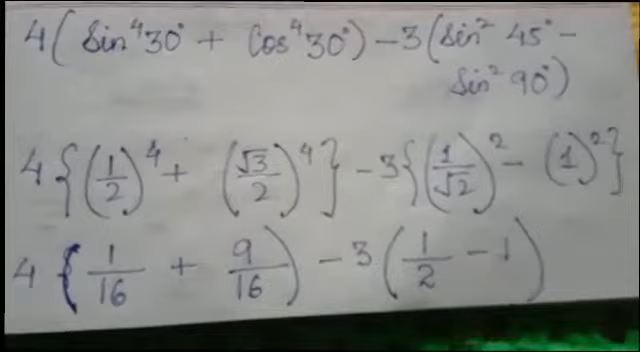 4( Sin⁴30° + Cos⁴30°) - 3(Sin² 45° -
Sin² 90°)
4{(1/2)⁴ + (√3/2)⁴} - 3{(1/√2)² - (1)²}
4 {1/16 + 9/16) - 3(1/2 - 1)